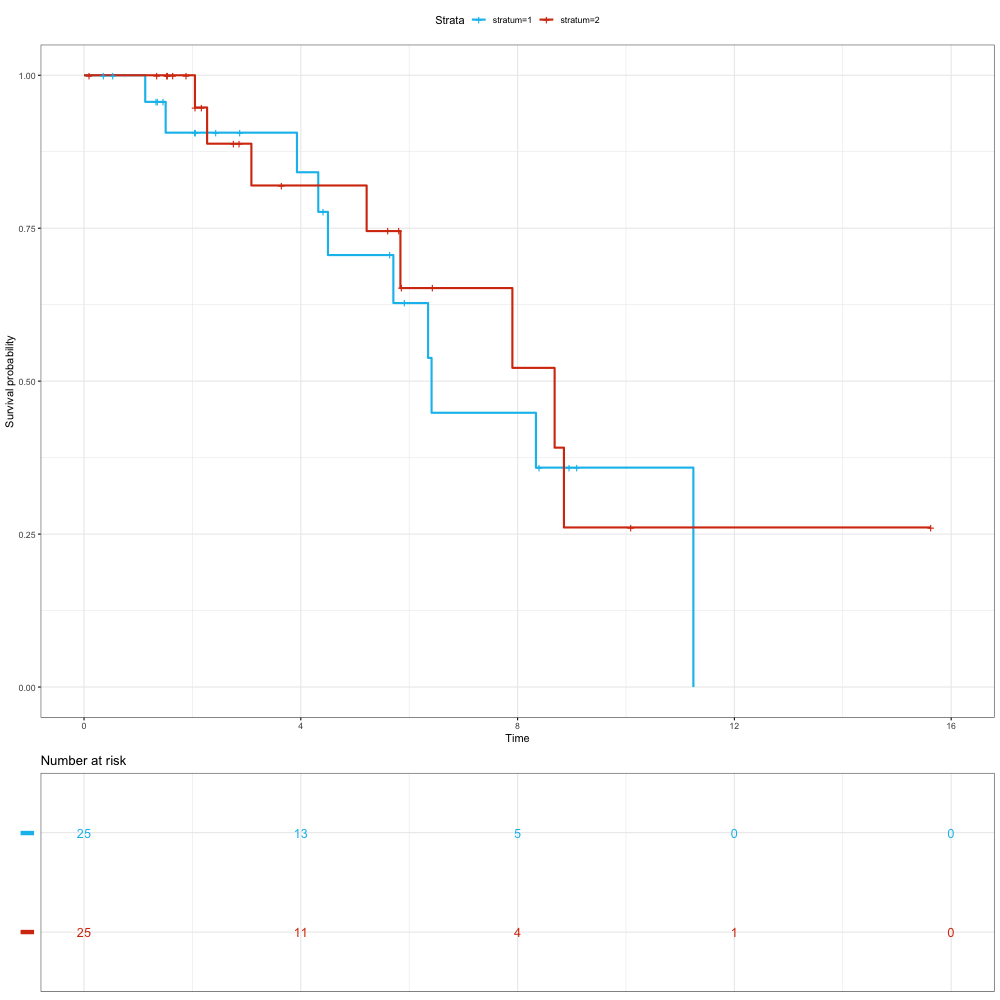 Strata stratum=1 stratum=2
1.00
0.75
0.50
0.25
0.00
Survival probability
0 4 8 12 16
Time
Number at risk
25 13 5 0 0
25 11 4 1 0